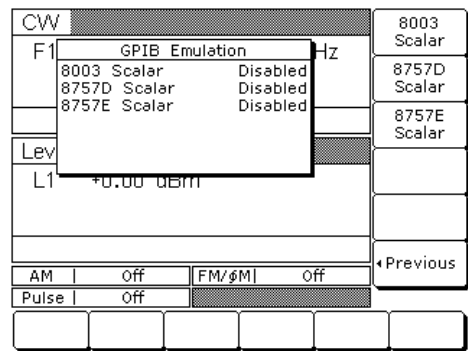 CW
F1
Hz
GPIB Emulation
8003 Scalar Disabled
8757D Scalar Disabled
8757E Scalar Disabled
Lev
L1 +0.00 dBm
AM | Off
FM/ϕM| Off
Pulse | Off
8003
Scalar
8757D
Scalar
8757E
Scalar
◂Previous